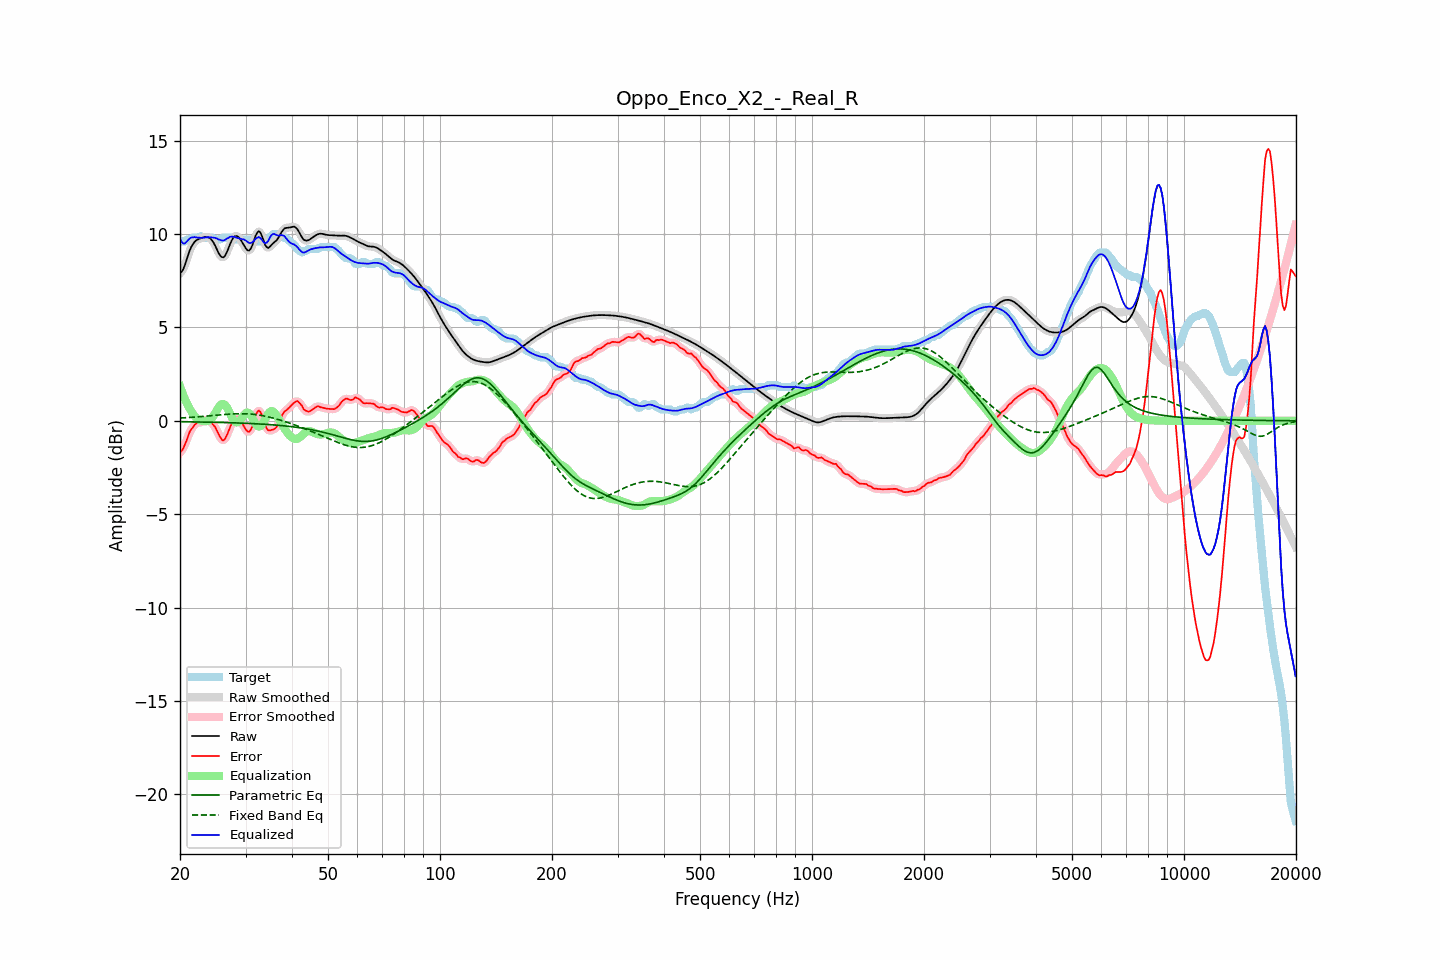 Oppo_Enco_X2_-_Real_R
Amplitude (dBr)
15
10
5
0
−5
−10
−15
−20
Target
Raw Smoothed
Error Smoothed
Raw
Error
Equalization
Parametric Eq
Fixed Band Eq
Equalized
20 50 100 200 500 1000 2000 5000 10000 20000
Frequency (Hz)